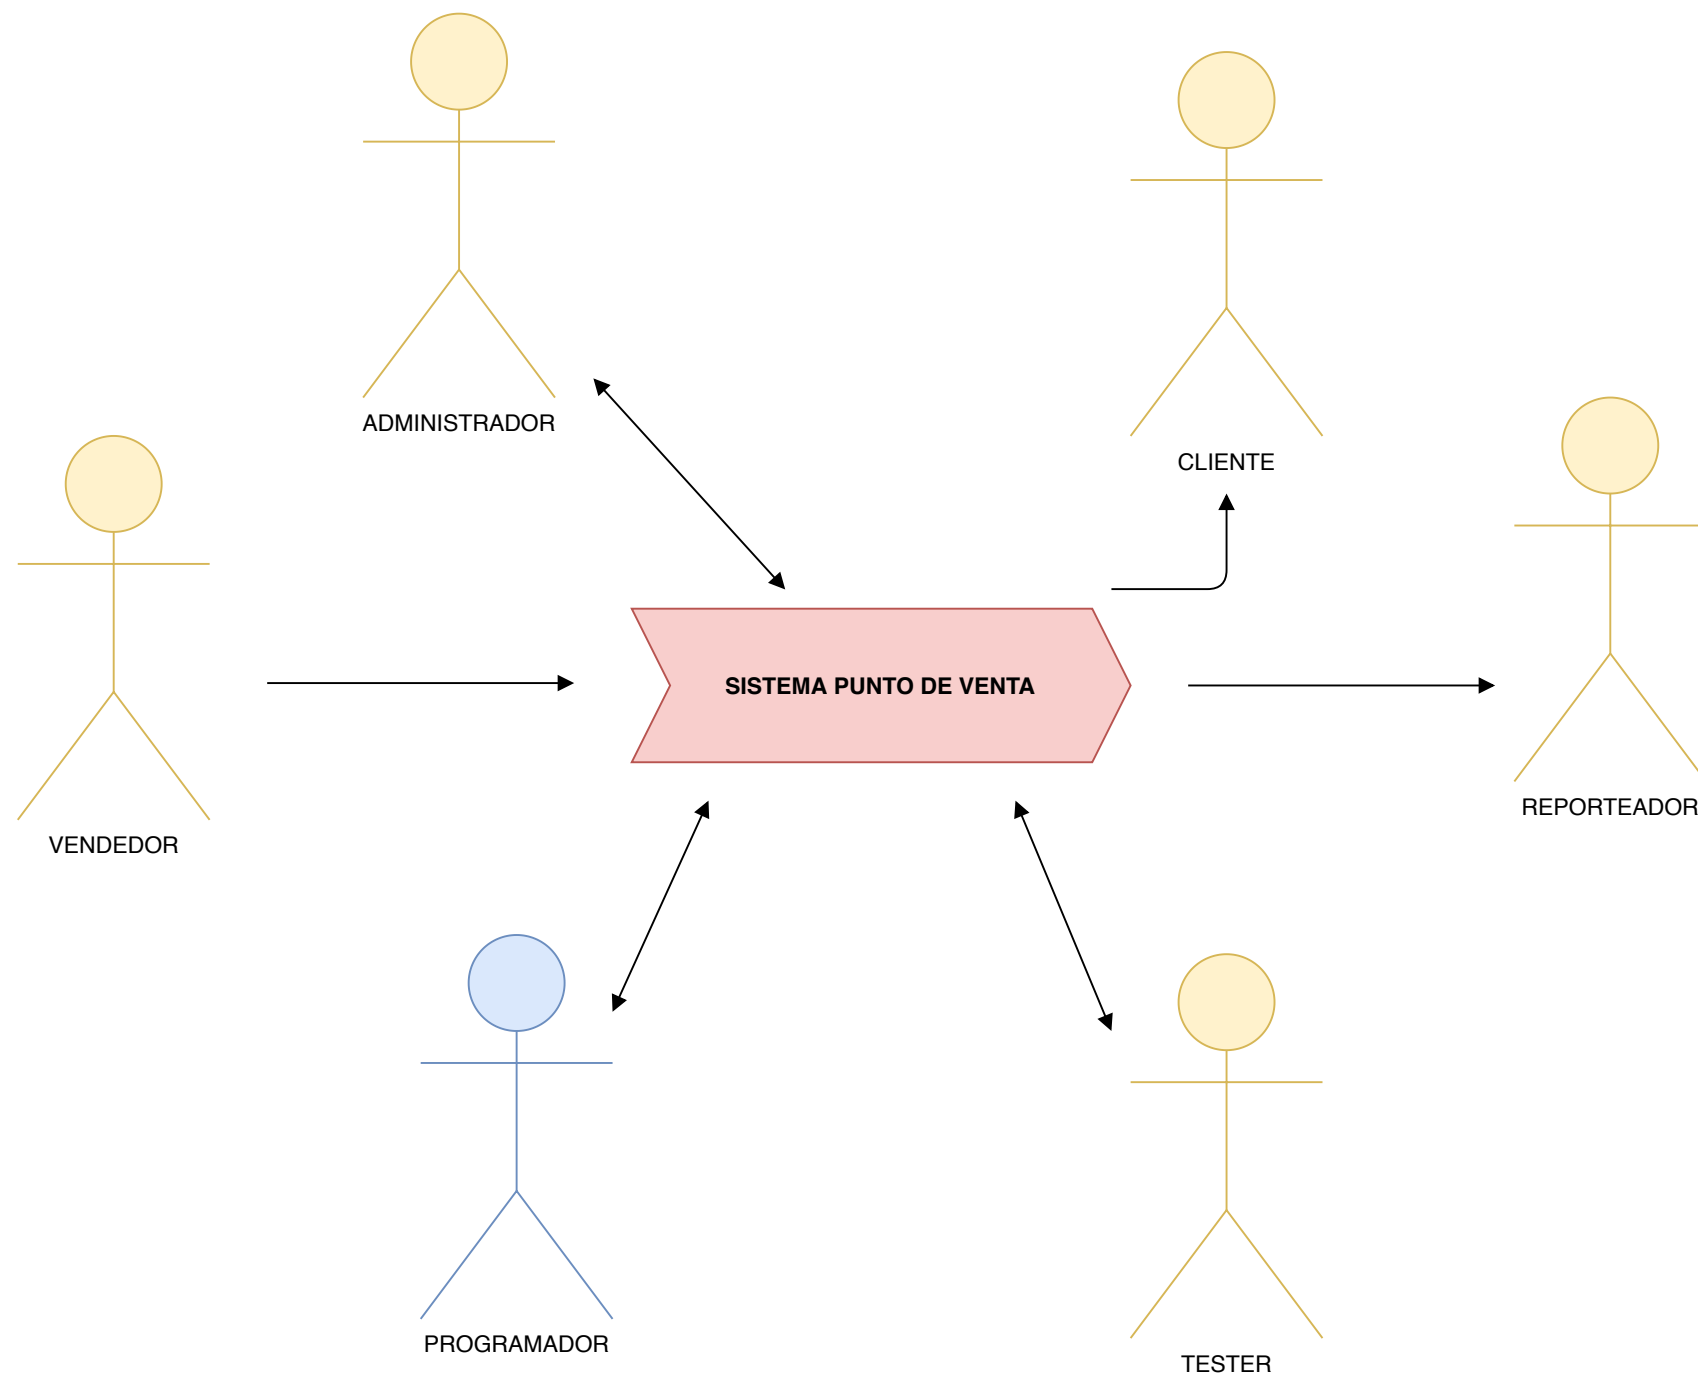 ADMINISTRADOR
CLIENTE
SISTEMA PUNTO DE VENTA
REPORTEADOR
VENDEDOR
PROGRAMADOR
TESTER